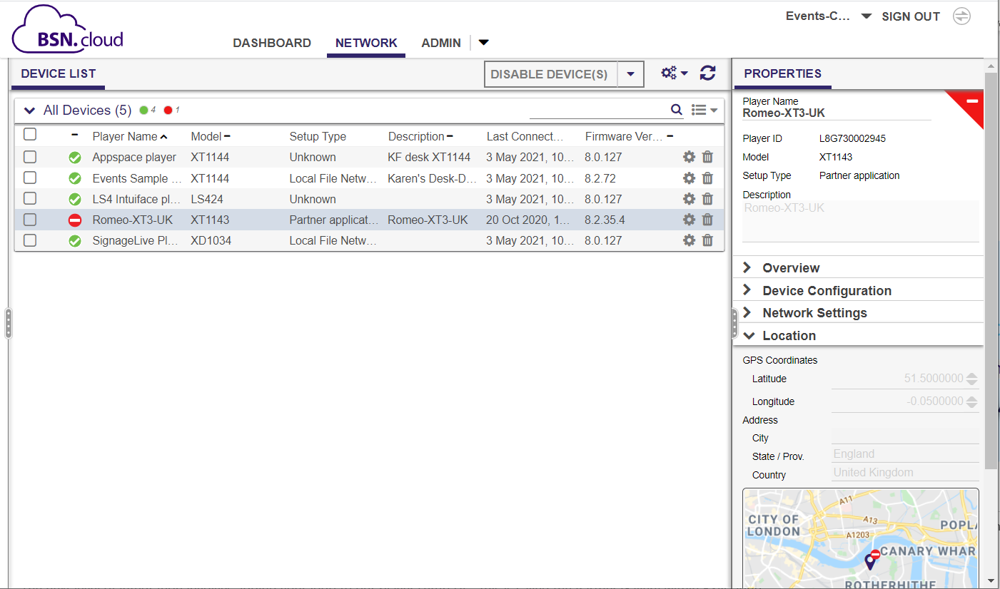 BSN.cloud
Events-C... SIGN OUT
DASHBOARD NETWORK ADMIN
DEVICE LIST
DISABLE DEVICE(S)
All Devices (5) 4 1
Player Name Model Setup Type Description Last Connect... Firmware Ver...
Appspace player XT1144 Unknown KF desk XT1144 3 May 2021, 10... 8.0.127
Events Sample ... XT1144 Local File Netw... Karen's Desk-D... 3 May 2021, 10... 8.2.72
LS4 Intuiface pl... LS424 Unknown 3 May 2021, 10... 8.0.127
Romeo-XT3-UK XT1143 Partner applicat... Romeo-XT3-UK 20 Oct 2020, 1... 8.2.35.4
SignageLive Pl... XD1034 Local File Netw... 3 May 2021, 10... 8.0.127
PROPERTIES
Player Name
Romeo-XT3-UK
Player ID L8G730002945
Model XT1143
Setup Type Partner application
Description
Romeo-XT3-UK
Overview
Device Configuration
Network Settings
Location
GPS Coordinates
Latitude 51.5000000
Longitude -0.0500000
Address
City
State / Prov. England
Country United Kingdom
A11
CITY OF
LONDON
A13
POPLA
A1203
CANARY WHAR
ROTHERHITHE